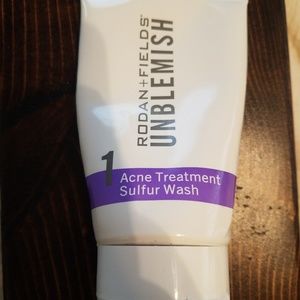 RODAN+FIELDS®
UNBLEMISH
1
Acne Treatment
Sulfur Wash